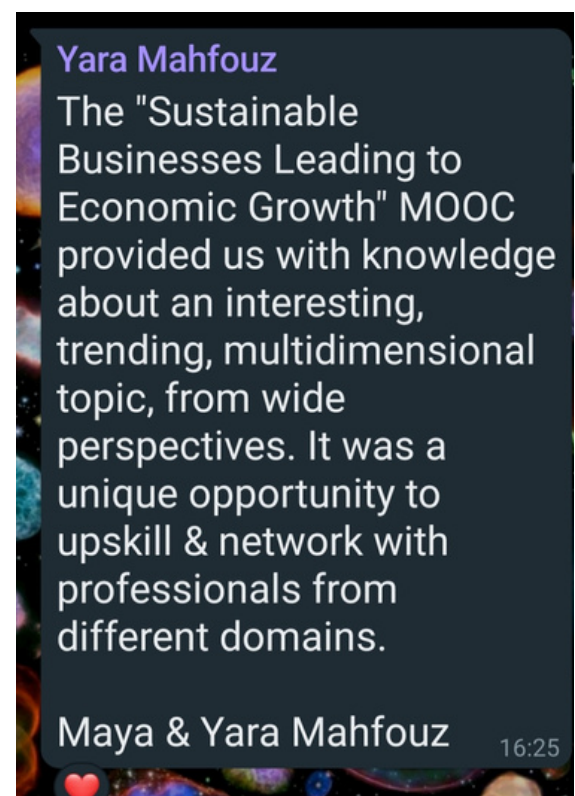 Yara Mahfouz
The "Sustainable
Businesses Leading to
Economic Growth" MOOC
provided us with knowledge
about an interesting,
trending, multidimensional
topic, from wide
perspectives. It was a
unique opportunity to
upskill & network with
professionals from
different domains.
Maya & Yara Mahfouz
16:25